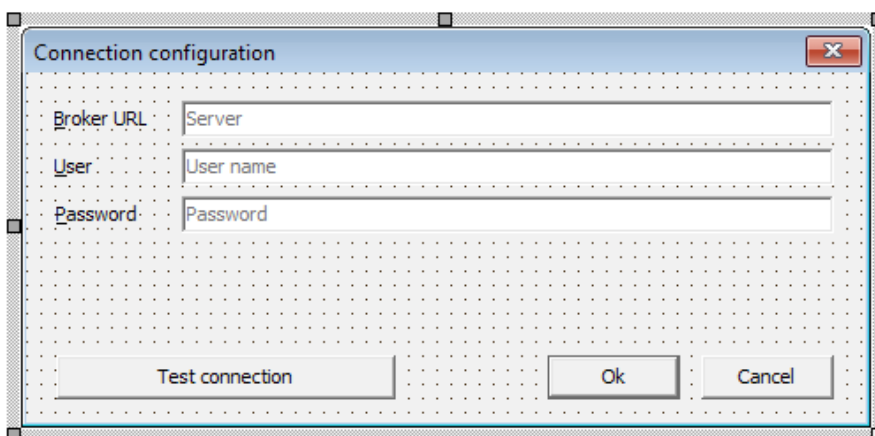 Connection configuration
Broker URL Server
User User name
Password Password
Test connection Ok Cancel